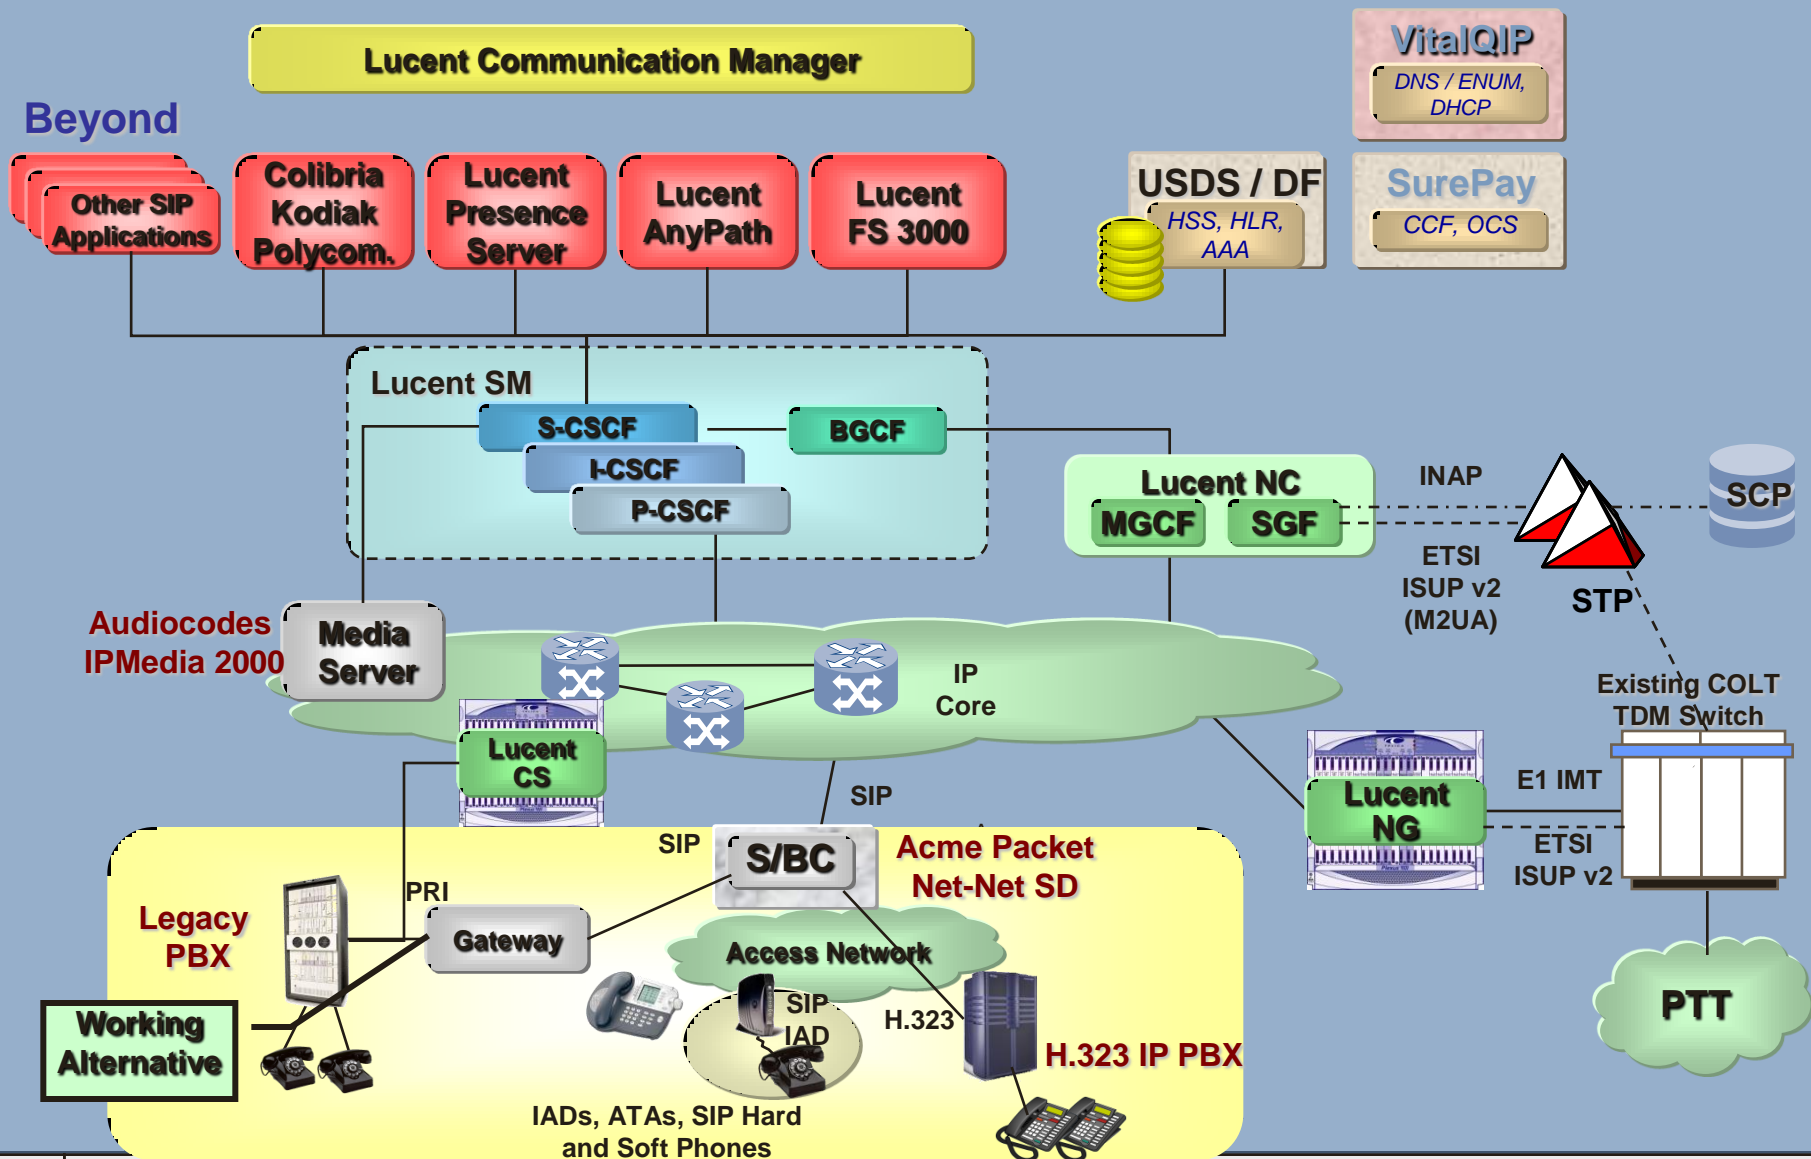 Lucent Communication Manager
VitalQIP
DNS / ENUM,
DHCP
Beyond
Other SIP
Applications
Colibria
Kodiak
Polycom.
Lucent
Presence
Server
Lucent
AnyPath
Lucent
FS 3000
USDS / DF
HSS, HLR,
AAA
SurePay
CCF, OCS
Lucent SM
S-CSCF
I-CSCF
P-CSCF
BGCF
Lucent NC
MGCF
SGF
INAP
ETSI
ISUP v2
(M2UA)
SCP
STP
Audiocodes
IPMedia 2000
Media
Server
IP
Core
Existing COLT
TDM Switch
Lucent
CS
SIP
Lucent
NG
E1 IMT
ETSI
ISUP v2
SIP
S/BC
Acme Packet
Net-Net SD
PRI
Legacy
PBX
Gateway
Access Network
Working
Alternative
SIP
IAD
H.323
H.323 IP PBX
PTT
IADs, ATAs, SIP Hard
and Soft Phones